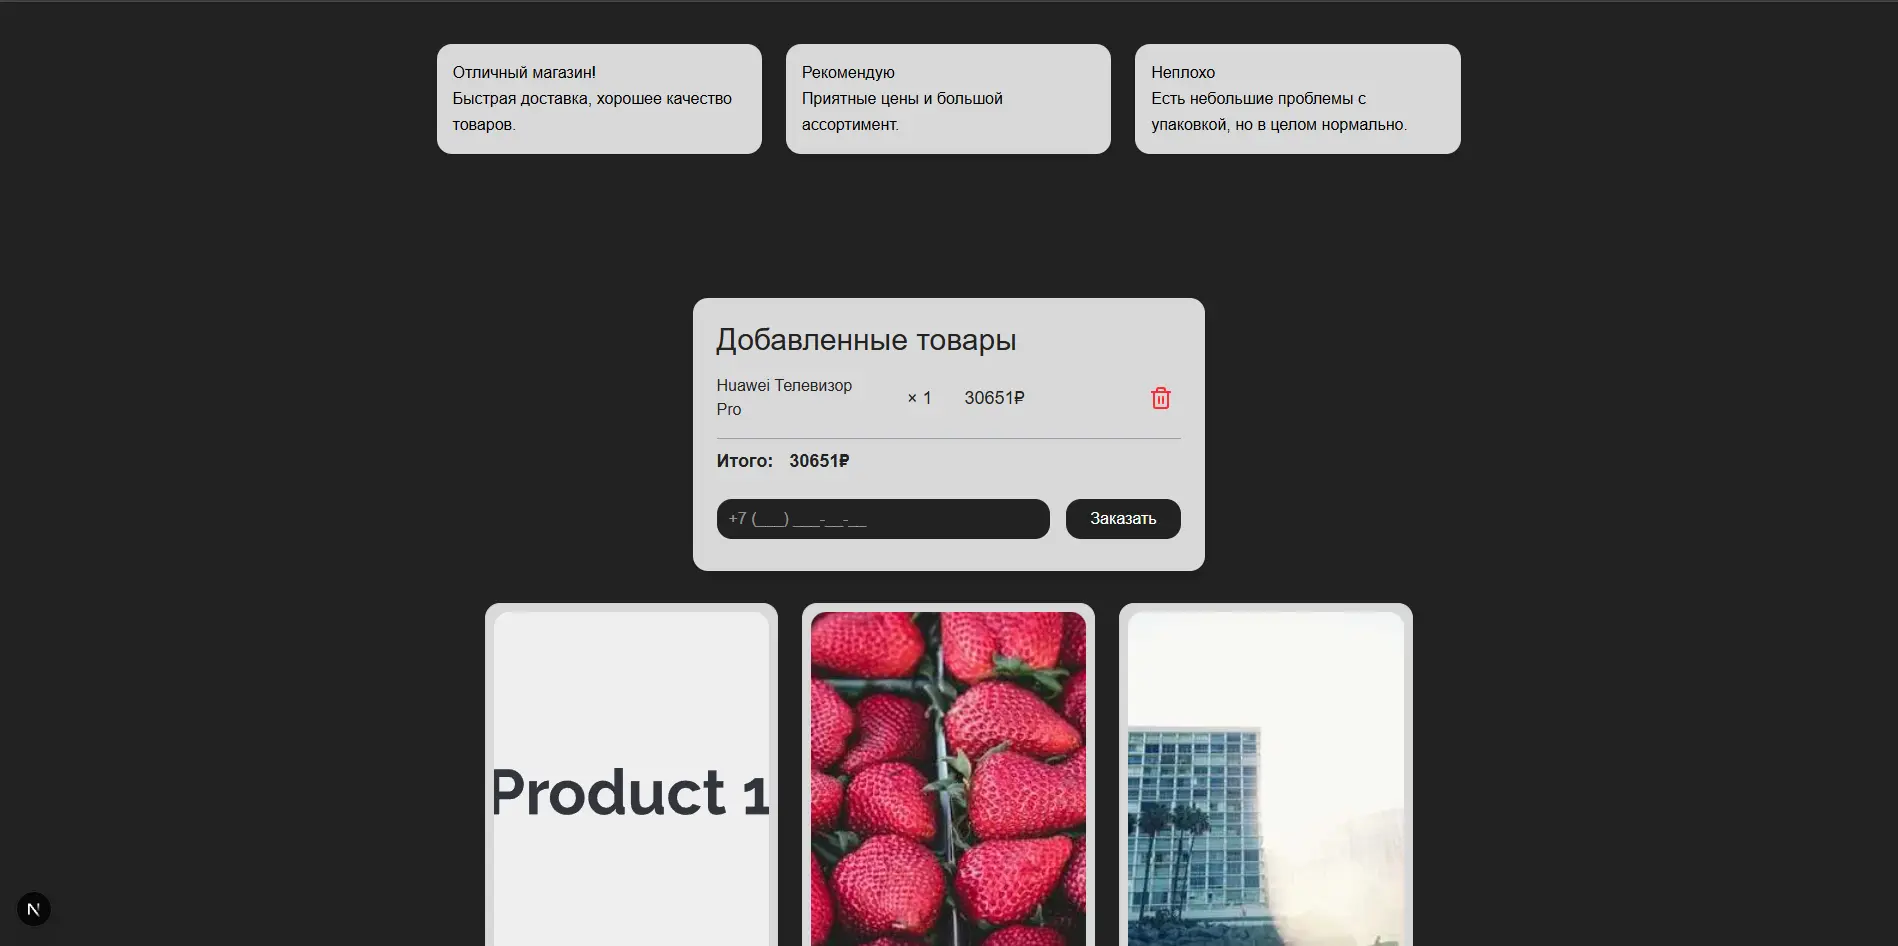 Отличный магазин!
Быстрая доставка, хорошее качество
товаров.
Рекомендую
Приятные цены и большой
ассортимент.
Неплохо
Есть небольшие проблемы с
упаковкой, но в целом нормально.
Добавленные товары
Huawei Телевизор
Pro
× 1
30651₽
Итого: 30651₽
+7 (___) ___-__-__
Заказать
Product 1
N